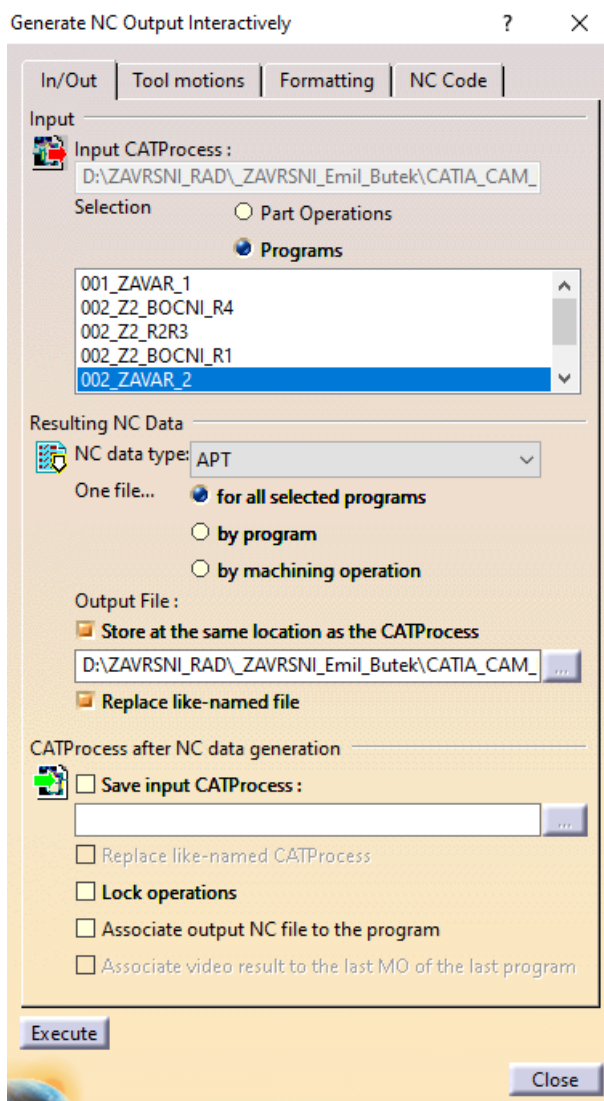 Generate NC Output Interactively ? ×
In/Out Tool motions Formatting NC Code
Input
Input CATProcess :
D:\ZAVRSNI_RAD\_ZAVRSNI_Emil_Butek\CATIA_CAM_
Selection Part Operations
Programs
001_ZAVAR_1
002_Z2_BOCNI_R4
002_Z2_R2R3
002_Z2_BOCNI_R1
002_ZAVAR_2
Resulting NC Data
NC data type: APT
One file... for all selected programs
by program
by machining operation
Output File :
Store at the same location as the CATProcess
D:\ZAVRSNI_RAD\_ZAVRSNI_Emil_Butek\CATIA_CAM_ ...
Replace like-named file
CATProcess after NC data generation
Save input CATProcess :
...
Replace like-named CATProcess
Lock operations
Associate output NC file to the program
Associate video result to the last MO of the last program
Execute
Close